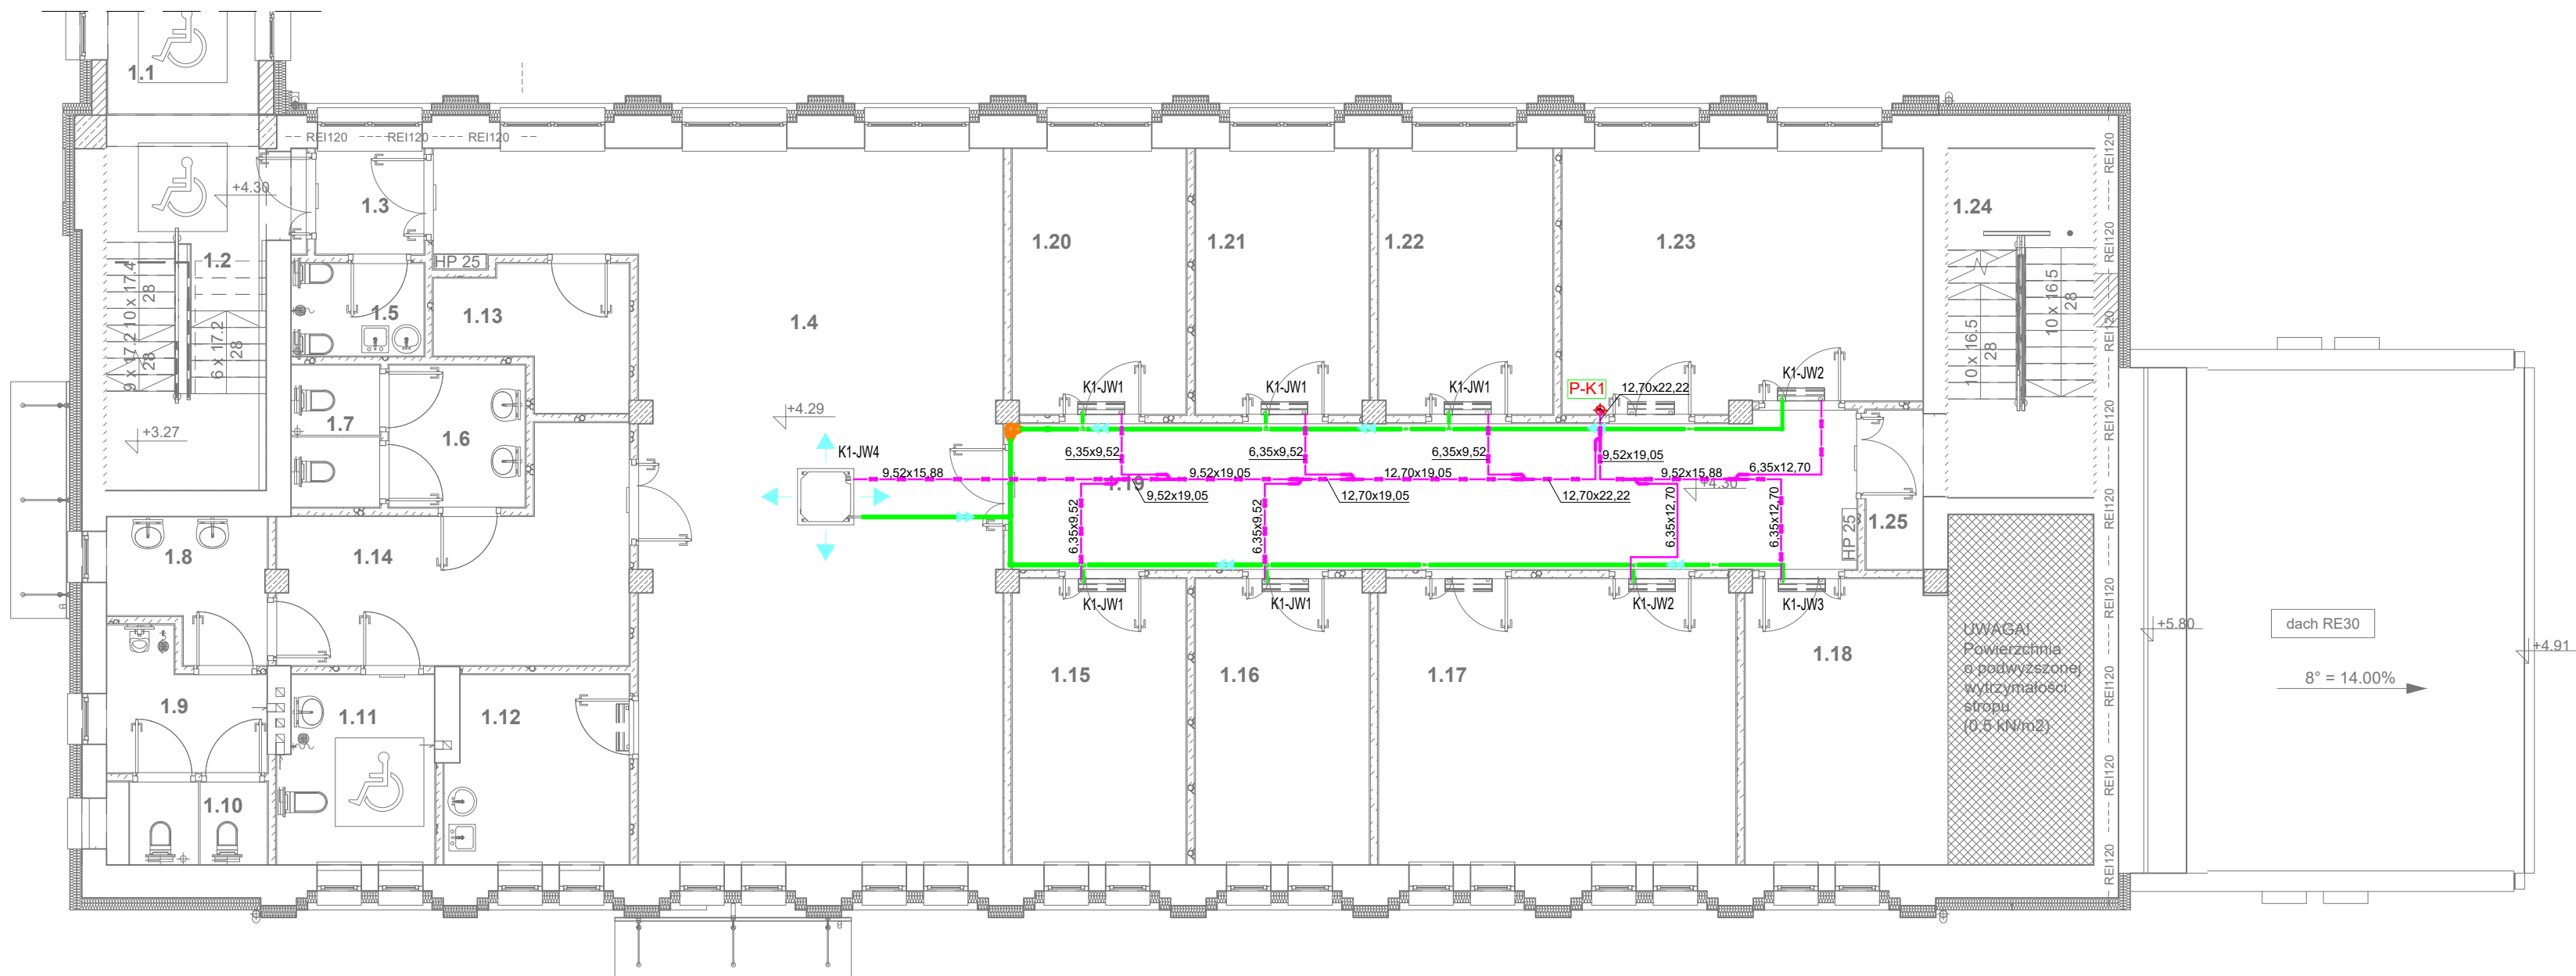 1.1
REI120
REI120
REI120
REI120
+4.30
1.3
1.24
REI120
1.2
HP 25
1.20
1.21
1.22
1.23
9 x 17.2
28
10 x 17.4
28
6 x 17.2
28
1.5
1.13
1.4
10 x 16.5
28
10 x 16.5
28
REI120
K1-JW1
K1-JW1
K1-JW1
P-K1
12,70x22,22
K1-JW2
+4.29
REI120
1.7
1.6
+3.27
K1-JW4
6,35x9,52
6,35x9,52
6,35x9,52
9,52x19,05
9,52x15,88
9,52x19,05
12,70x19,05
9,52x15,88
6,35x12,70
1.19
+4.30
9,52x19,05
12,70x19,05
12,70x22,22
REI120
6,35x9,52
6,35x9,52
6,35x12,70
6,35x12,70
HP 25
1.25
1.8
1.14
K1-JW1
K1-JW1
K1-JW2
K1-JW3
REI120
UWAGA!
Powierzchnia
o podwyższonej
wytrzymałości
stropu
(0,5 kN/m2)
+5.80
dach RE30
+4.91
1.15
1.16
1.17
1.18
8° = 14.00%
REI120
1.9
1.11
1.12
REI120
1.10
REI120